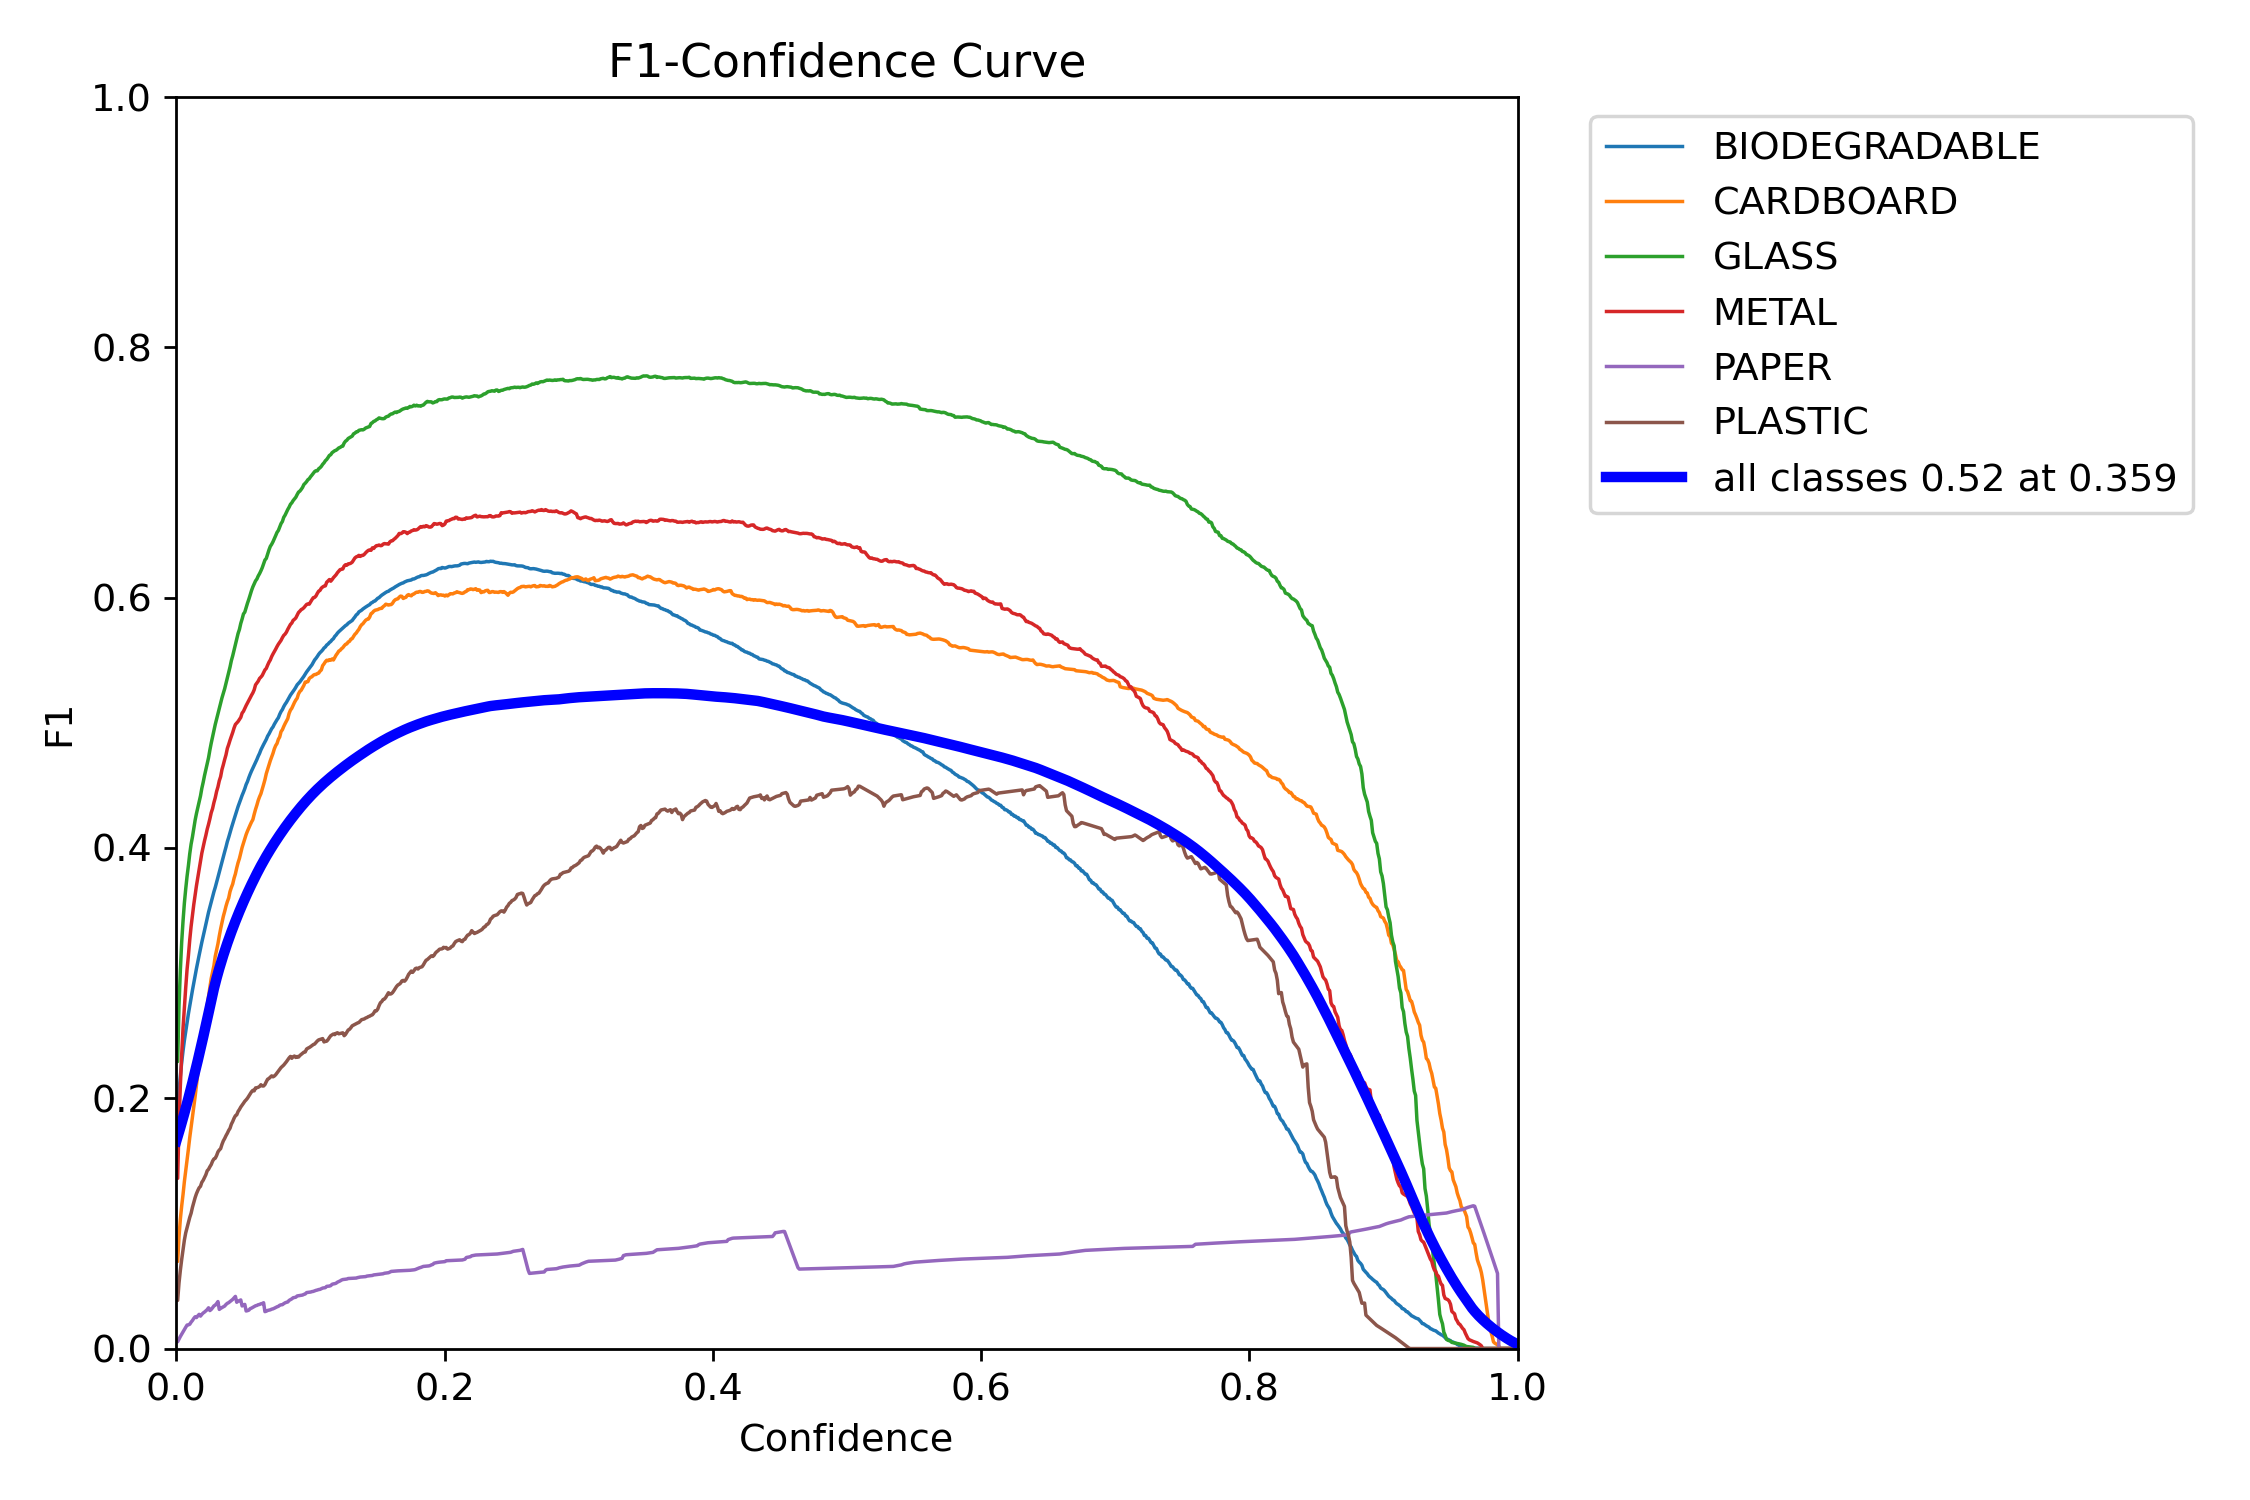 F1-Confidence Curve
1.0
0.8
0.6
0.4
0.2
0.0
F1
0.0 0.2 0.4 0.6 0.8 1.0
Confidence
BIODEGRADABLE
CARDBOARD
GLASS
METAL
PAPER
PLASTIC
all classes 0.52 at 0.359